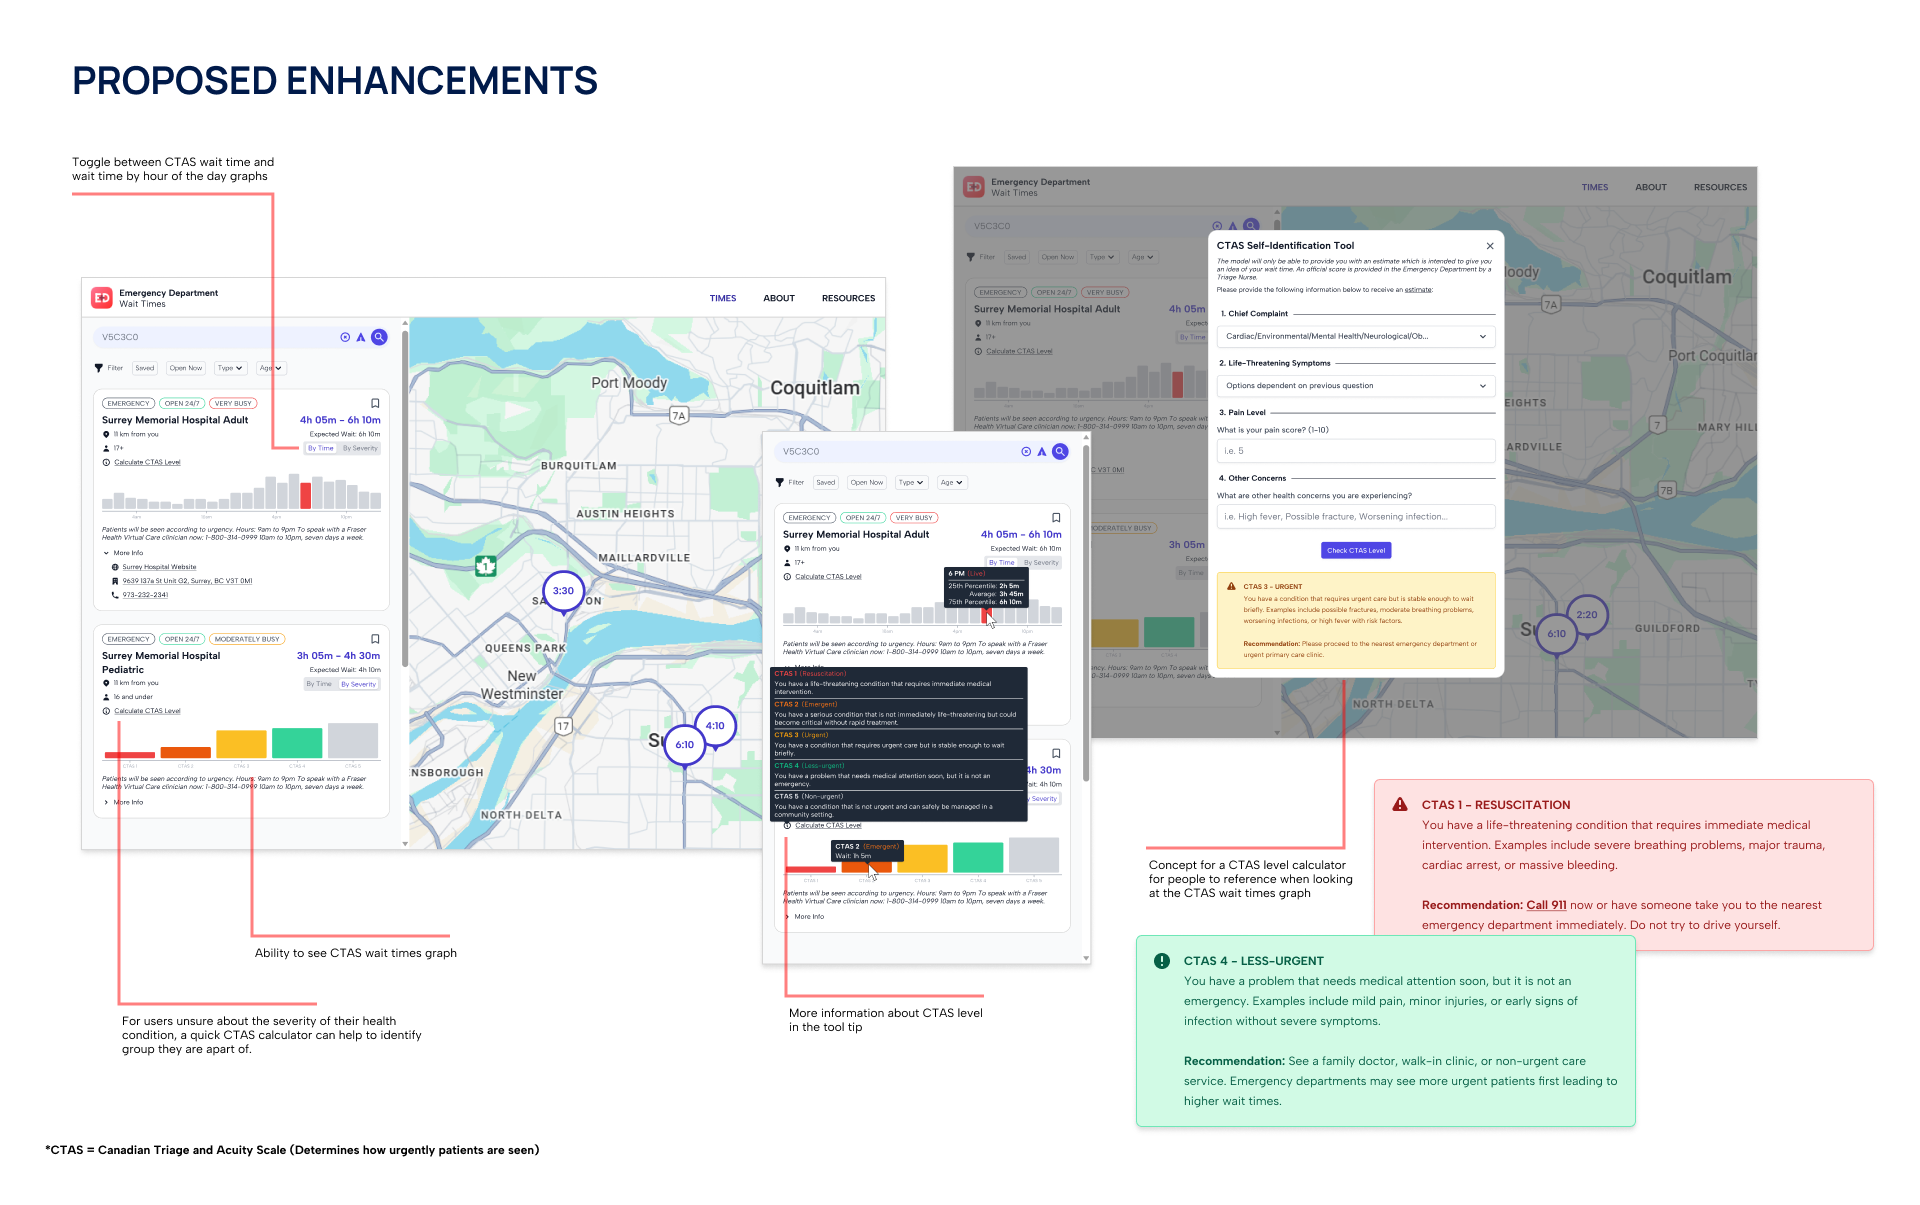 PROPOSED ENHANCEMENTS
Toggle between CTAS wait time and
wait time by hour of the day graphs
Emergency Department
Wait Times
TIMES
ABOUT
RESOURCES
V5C3C0
Filter
Saved
Open Now
Type
Age
EMERGENCY
OPEN 24/7
VERY BUSY
Surrey Memorial Hospital Adult
4h 05m - 6h 10m
11 km from you
Expected Wait: 6h 10m
17+
By Time
By Severity
Calculate CTAS Level
Patients will be seen according to urgency. Hours: 9am to 9pm To speak with a Fraser
Health Virtual Care clinician now: 1-800-314-0999 10am to 10pm, seven days a week.
More Info
Surrey Hospital Website
9639 137a St Unit G2, Surray, BC V3T 0M1
973-232-2341
EMERGENCY
OPEN 24/7
MODERATELY BUSY
Surrey Memorial Hospital
Pediatric
3h 05m - 4h 30m
11 km from you
Expected Wait: 4h 10m
16 and under
By Time
By Severity
Calculate CTAS Level
CTAS 1
CTAS 2
CTAS 3
CTAS 4
CTAS 5
Patients will be seen according to urgency. Hours: 9am to 9pm To speak with a Fraser
Health Virtual Care clinician now: 1-800-314-0999 10am to 10pm, seven days a week.
More Info
Port Moody
Coquitlam
7A
BURQUITLAM
AUSTIN HEIGHTS
MAILLARDVILLE
1
3:30
QUEENS PARK
New
Westminster
17
4:10
6:10
NORTH DELTA
V5C3C0
Filter
Saved
Open Now
Type
Age
EMERGENCY
OPEN 24/7
VERY BUSY
Surrey Memorial Hospital Adult
4h 05m - 6h 10m
11 km from you
Expected Wait: 6h 10m
17+
By Time
By Severity
Calculate CTAS Level
6 PM (Live)
25th Percentile: 2h 5m
Average: 3h 45m
75th Percentile: 6h 10m
Patients will be seen according to urgency. Hours: 9am to 9pm To speak with a Fraser
Health Virtual Care clinician now: 1-800-314-0999 10am to 10pm, seven days a week.
CTAS 1 (Resuscitation)
You have a life-threatening condition that requires immediate medical
intervention.
CTAS 2 (Emergent)
You have a serious condition that is not immediately life-threatening but could
become critical without rapid treatment.
CTAS 3 (Urgent)
You have a condition that requires urgent care but is stable enough to wait
briefly.
CTAS 4 (Less-urgent)
You have a problem that needs medical attention soon, but it is not an
emergency.
CTAS 5 (Non-urgent)
You have a condition that is not urgent and can safely be managed in a
community setting.
4h 30m
4h 10m
Severity
Calculate CTAS Level
CTAS 2 (Emergent)
Wait: 1h 5m
CTAS 1
CTAS 3
CTAS 4
CTAS 5
Patients will be seen according to urgency. Hours: 9am to 9pm To speak with a Fraser
Health Virtual Care clinician now: 1-800-314-0999 10am to 10pm, seven days a week.
More Info
Emergency Department
Wait Times
TIMES
ABOUT
RESOURCES
V5C3C0
Filter
Saved
Open Now
Type
Age
EMERGENCY
OPEN 24/7
VERY BUSY
Surrey Memorial Hospital Adult
4h 05m
11 km from you
17+
By Time
Calculate CTAS Level
Coquitlam
7A
Port Coquitlam
7
MARY HILL
7B
2:20
6:10
GUILDFORD
NORTH DELTA
3h 05m
By Time
CTAS Self-Identification Tool
The model will only be able to provide you with an estimate which is intended to give you
an idea of your wait time. An official score is provided in the Emergency Department by a
Triage Nurse.
Please provide the following information below to receive an estimate:
1. Chief Complaint
Cardiac/Environmental/Mental Health/Neurological/Ob...
2. Life-Threatening Symptoms
Options dependent on previous question
3. Pain Level
What is your pain score? (1-10)
i.e. 5
4. Other Concerns
What are other health concerns you are experiencing?
i.e. High fever, Possible fracture, Worsening infection...
Check CTAS Level
CTAS 3 - URGENT
You have a condition that requires urgent care but is stable enough to wait
briefly. Examples include possible fractures, moderate breathing problems,
worsening infections, or high fever with risk factors.
Recommendation: Please proceed to the nearest emergency department or
urgent primary care clinic.
Concept for a CTAS level calculator
for people to reference when looking
at the CTAS wait times graph
CTAS 1 - RESUSCITATION
You have a life-threatening condition that requires immediate medical
intervention. Examples include severe breathing problems, major trauma,
cardiac arrest, or massive bleeding.
Recommendation: Call 911 now or have someone take you to the nearest
emergency department immediately. Do not try to drive yourself.
CTAS 4 - LESS-URGENT
You have a problem that needs medical attention soon, but it is not an
emergency. Examples include mild pain, minor injuries, or early signs of
infection without severe symptoms.
Recommendation: See a family doctor, walk-in clinic, or non-urgent care
service. Emergency departments may see more urgent patients first leading to
higher wait times.
Ability to see CTAS wait times graph
For users unsure about the severity of their health
condition, a quick CTAS calculator can help to identify
group they are apart of.
More information about CTAS level
in the tool tip
*CTAS = Canadian Triage and Acuity Scale (Determines how urgently patients are seen)